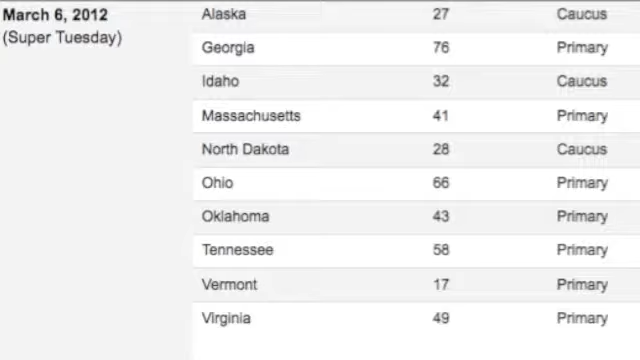 March 6, 2012 Alaska 27 Caucus
(Super Tuesday)
Georgia 76 Primary
Idaho 32 Caucus
Massachusetts 41 Primary
North Dakota 28 Caucus
Ohio 66 Primary
Oklahoma 43 Primary
Tennessee 58 Primary
Vermont 17 Primary
Virginia 49 Primary